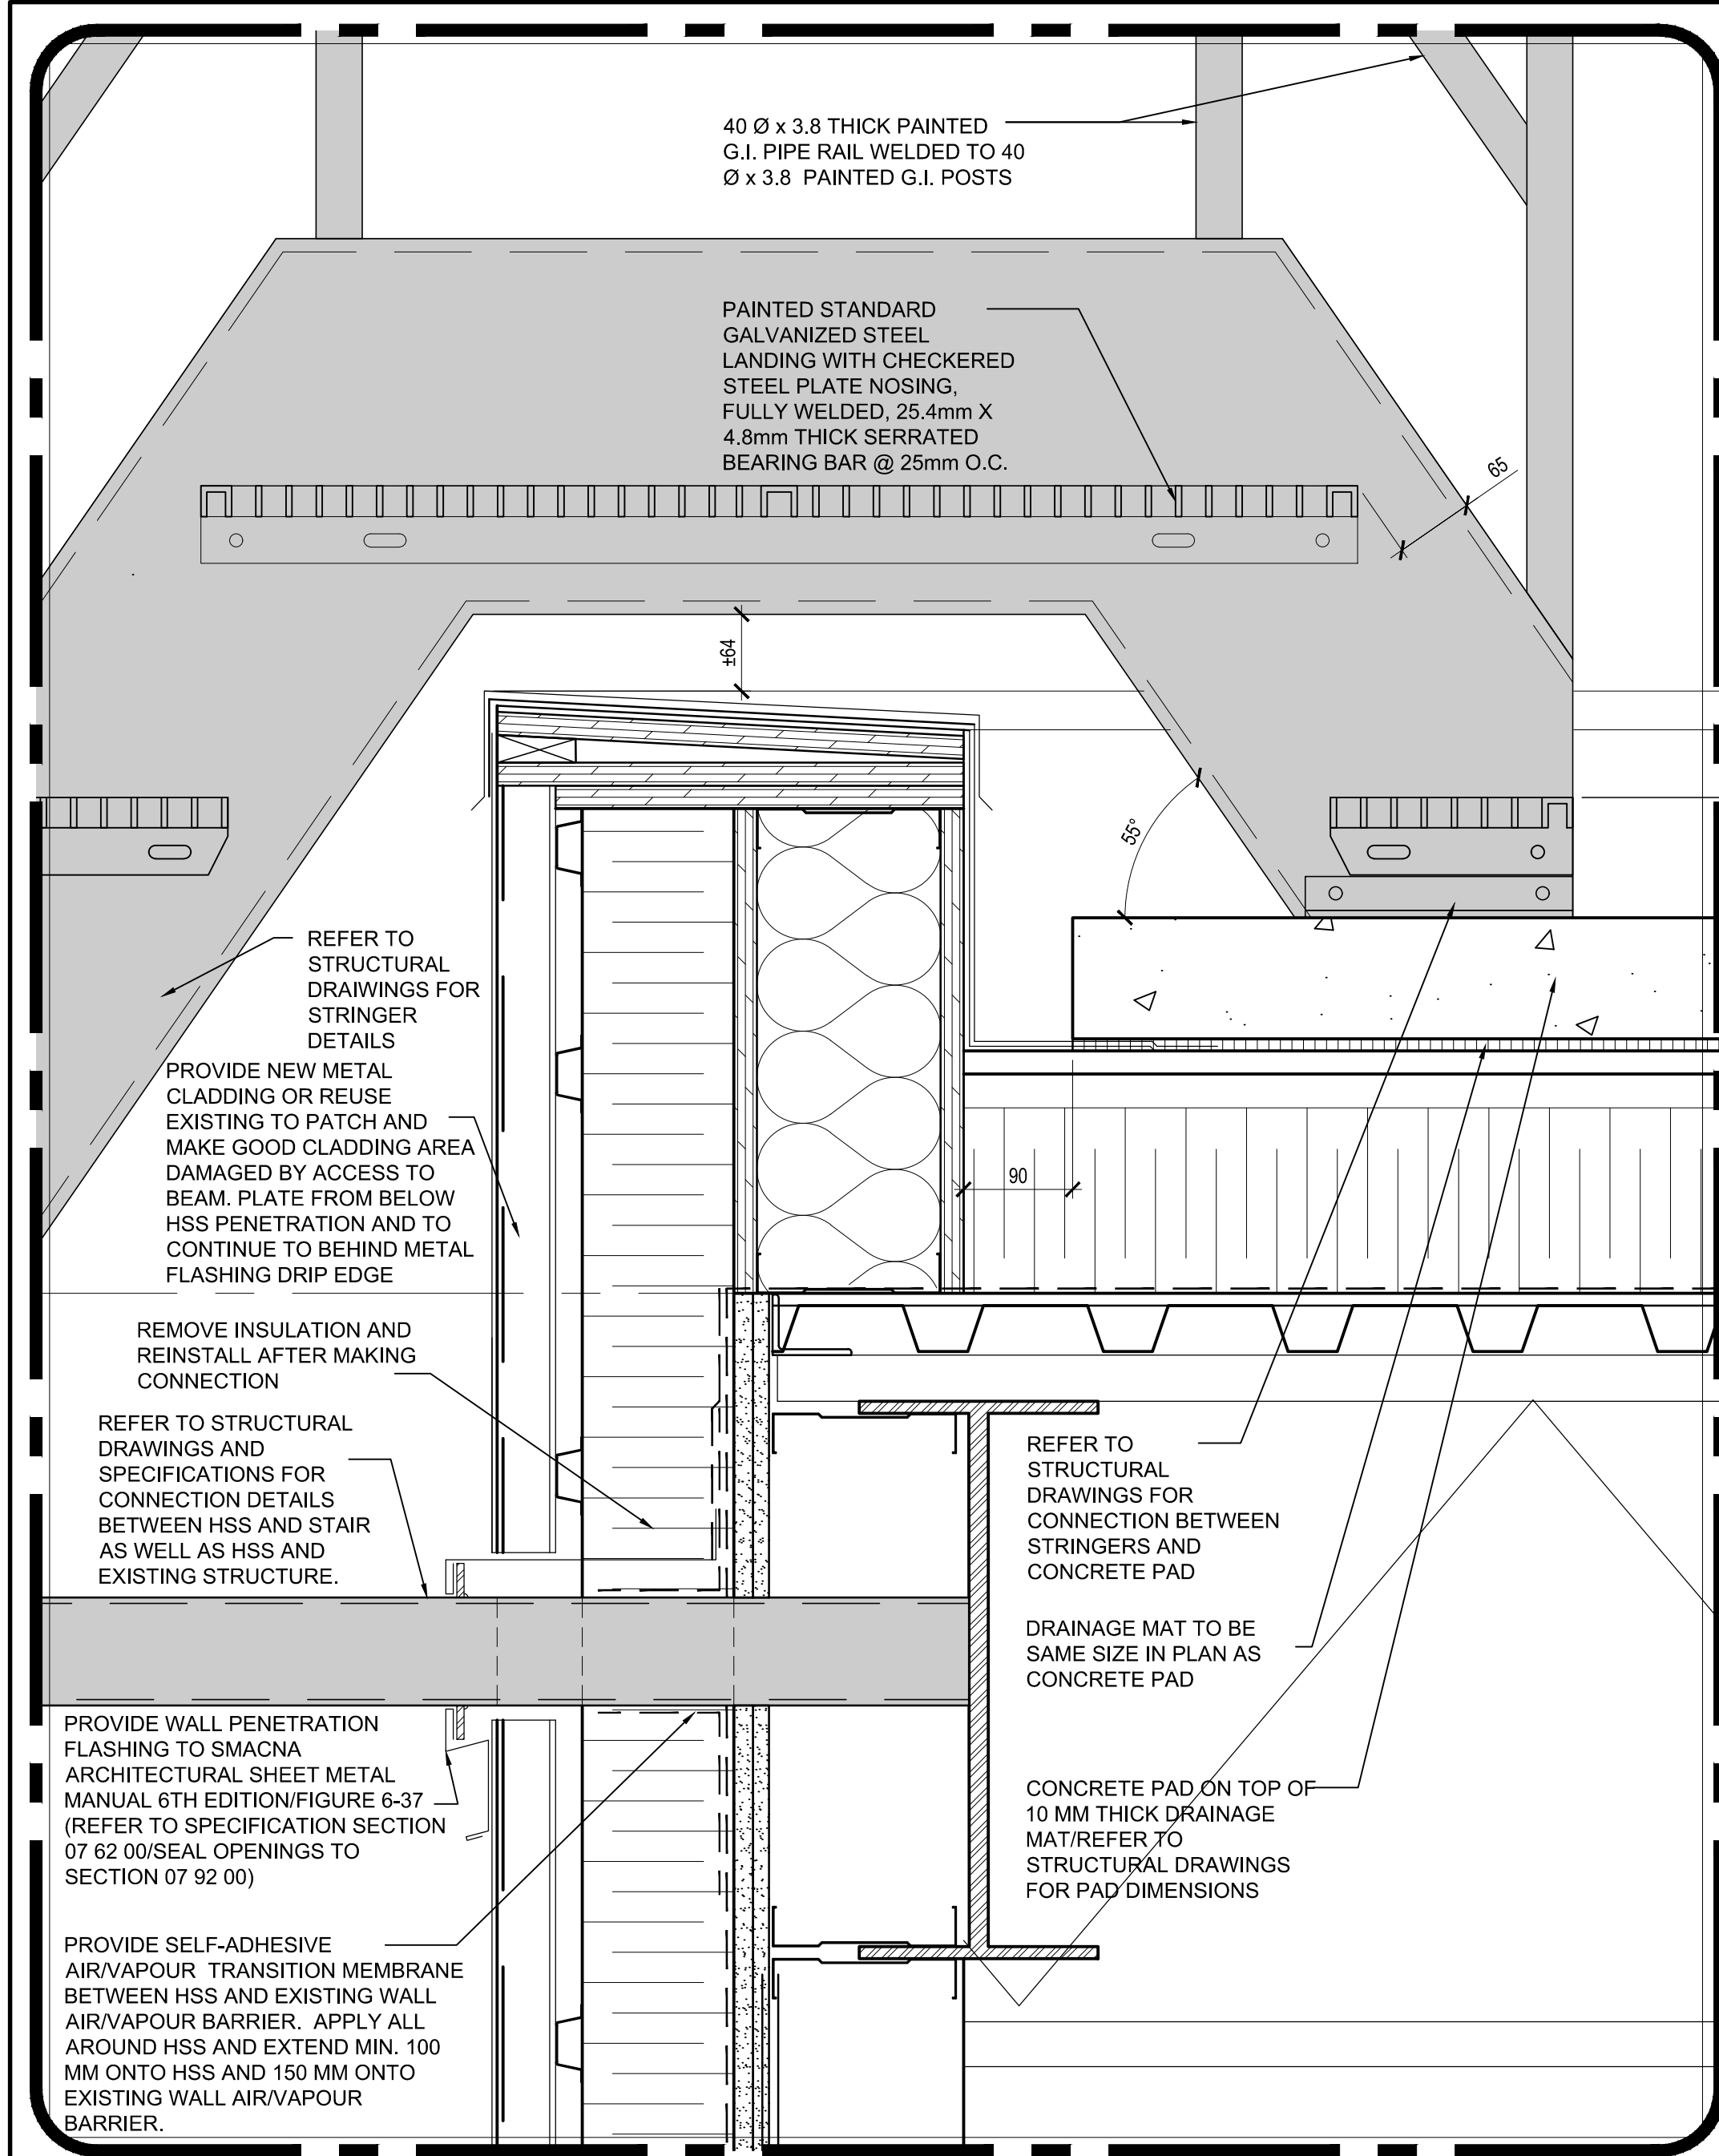 40 Ø x 3.8 THICK PAINTED
G.I. PIPE RAIL WELDED TO 40
Ø x 3.8 PAINTED G.I. POSTS
PAINTED STANDARD
GALVANIZED STEEL
LANDING WITH CHECKERED
STEEL PLATE NOSING,
FULLY WELDED, 25.4mm X
4.8mm THICK SERRATED
BEARING BAR @ 25mm O.C.
65
±64
55°
REFER TO
STRUCTURAL
DRAIWINGS FOR
STRINGER
DETAILS
PROVIDE NEW METAL
CLADDING OR REUSE
EXISTING TO PATCH AND
MAKE GOOD CLADDING AREA
DAMAGED BY ACCESS TO
BEAM. PLATE FROM BELOW
HSS PENETRATION AND TO
CONTINUE TO BEHIND METAL
FLASHING DRIP EDGE
90
REMOVE INSULATION AND
REINSTALL AFTER MAKING
CONNECTION
REFER TO STRUCTURAL
DRAWINGS AND
SPECIFICATIONS FOR
CONNECTION DETAILS
BETWEEN HSS AND STAIR
AS WELL AS HSS AND
EXISTING STRUCTURE.
REFER TO
STRUCTURAL
DRAWINGS FOR
CONNECTION BETWEEN
STRINGERS AND
CONCRETE PAD
DRAINAGE MAT TO BE
SAME SIZE IN PLAN AS
CONCRETE PAD
PROVIDE WALL PENETRATION
FLASHING TO SMACNA
ARCHITECTURAL SHEET METAL
MANUAL 6TH EDITION/FIGURE 6-37
(REFER TO SPECIFICATION SECTION
07 62 00/SEAL OPENINGS TO
SECTION 07 92 00)
CONCRETE PAD ON TOP OF
10 MM THICK DRAINAGE
MAT/REFER TO
STRUCTURAL DRAWINGS
FOR PAD DIMENSIONS
PROVIDE SELF-ADHESIVE
AIR/VAPOUR TRANSITION MEMBRANE
BETWEEN HSS AND EXISTING WALL
AIR/VAPOUR BARRIER. APPLY ALL
AROUND HSS AND EXTEND MIN. 100
MM ONTO HSS AND 150 MM ONTO
EXISTING WALL AIR/VAPOUR
BARRIER.